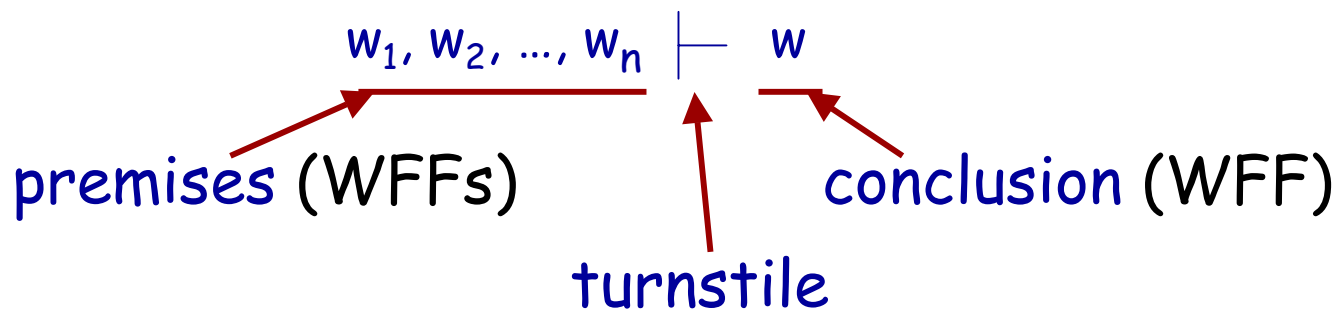 w₁, w₂, ..., wₙ ⊢ w
premises (WFFs) conclusion (WFF)
turnstile